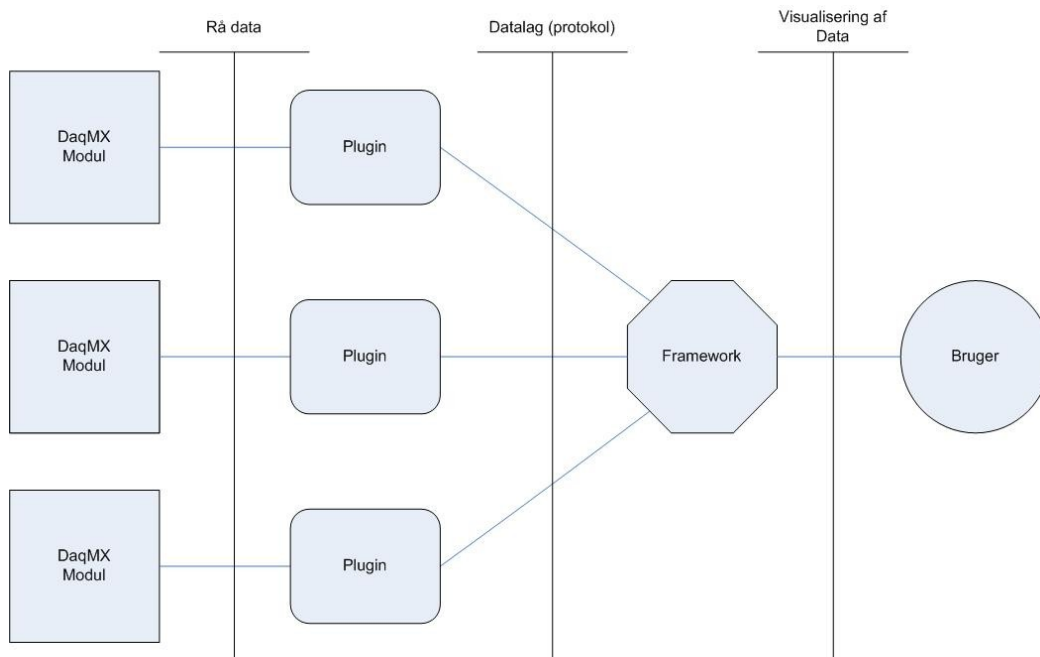 Rå data
Datalag (protokol)
Visualisering af
Data
DaqMX
Modul
Plugin
DaqMX
Modul
Plugin
Framework
Bruger
DaqMX
Modul
Plugin